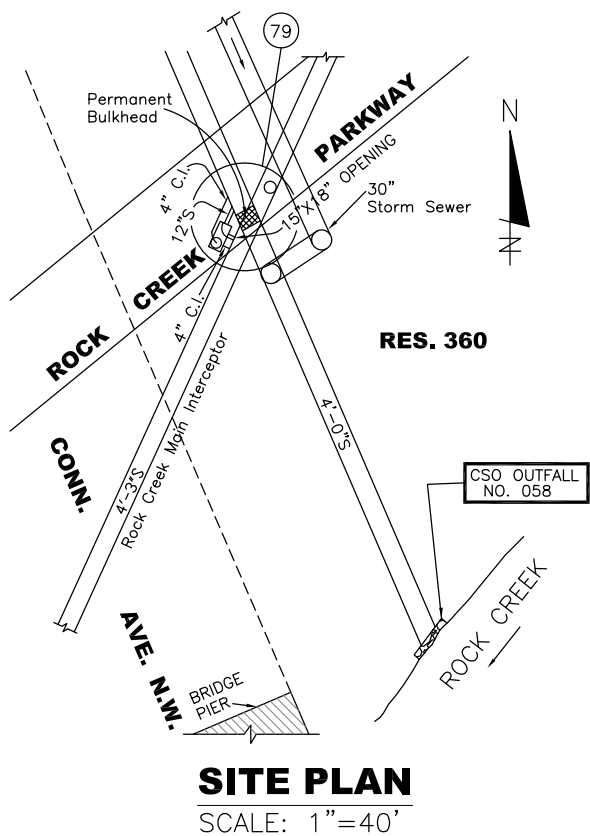 79
Permanent
Bulkhead
PARKWAY
N
4" C.I.
12"S
15"X18" OPENING
30"
Storm Sewer
ROCK CREEK
4" C.I.
RES. 360
Rock Creek Main Interceptor
4'-3"S
4'-0"S
CONN.
CSO OUTFALL
NO. 058
ROCK CREEK
AVE. N.W.
BRIDGE
PIER
SITE PLAN
SCALE: 1"=40'